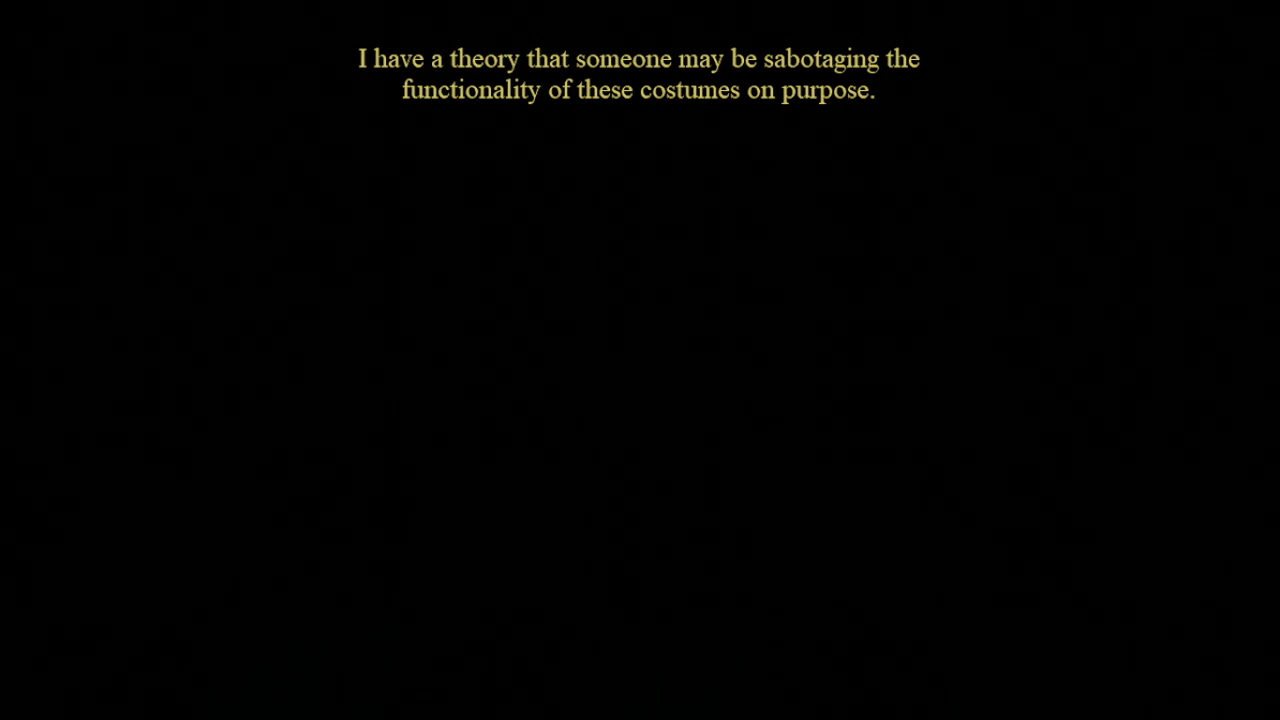 I have a theory that someone may be sabotaging the
functionality of these costumes on purpose.